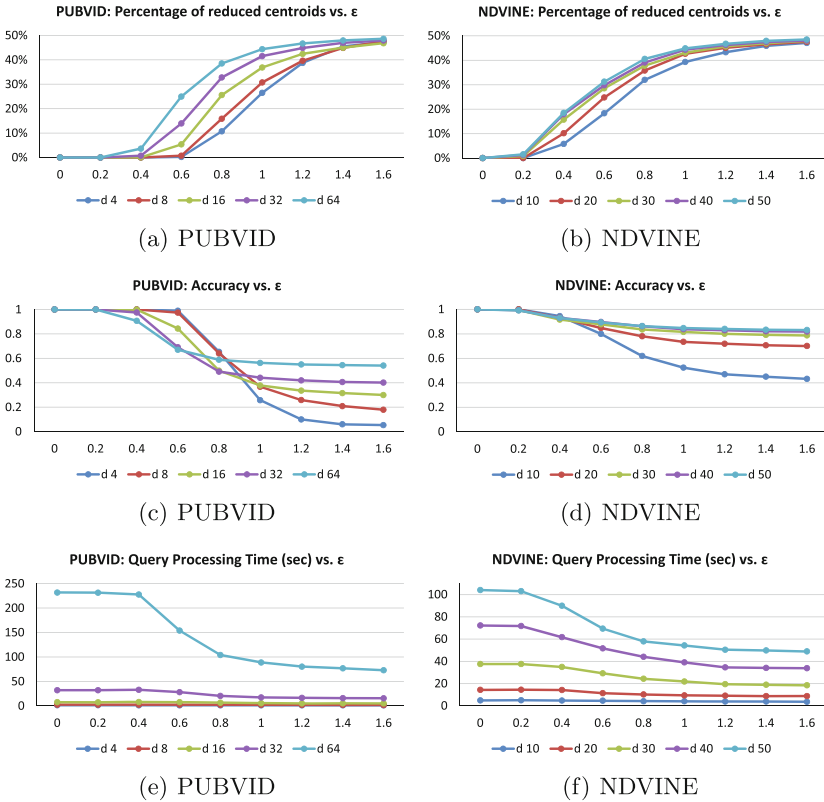 PUBVID: Percentage of reduced centroids vs. ε
50%
40%
30%
20%
10%
0%
0 0.2 0.4 0.6 0.8 1 1.2 1.4 1.6
d 4 d 8 d 16 d 32 d 64
(a) PUBVID
NDVINE: Percentage of reduced centroids vs. ε
50%
40%
30%
20%
10%
0%
0 0.2 0.4 0.6 0.8 1 1.2 1.4 1.6
d 10 d 20 d 30 d 40 d 50
(b) NDVINE
PUBVID: Accuracy vs. ε
1
0.8
0.6
0.4
0.2
0
0 0.2 0.4 0.6 0.8 1 1.2 1.4 1.6
d 4 d 8 d 16 d 32 d 64
(c) PUBVID
NDVINE: Accuracy vs. ε
1
0.8
0.6
0.4
0.2
0
0 0.2 0.4 0.6 0.8 1 1.2 1.4 1.6
d 10 d 20 d 30 d 40 d 50
(d) NDVINE
PUBVID: Query Processing Time (sec) vs. ε
250
200
150
100
50
0
0 0.2 0.4 0.6 0.8 1 1.2 1.4 1.6
d 4 d 8 d 16 d 32 d 64
(e) PUBVID
NDVINE: Query Processing Time (sec) vs. ε
100
80
60
40
20
0
0 0.2 0.4 0.6 0.8 1 1.2 1.4 1.6
d 10 d 20 d 30 d 40 d 50
(f) NDVINE